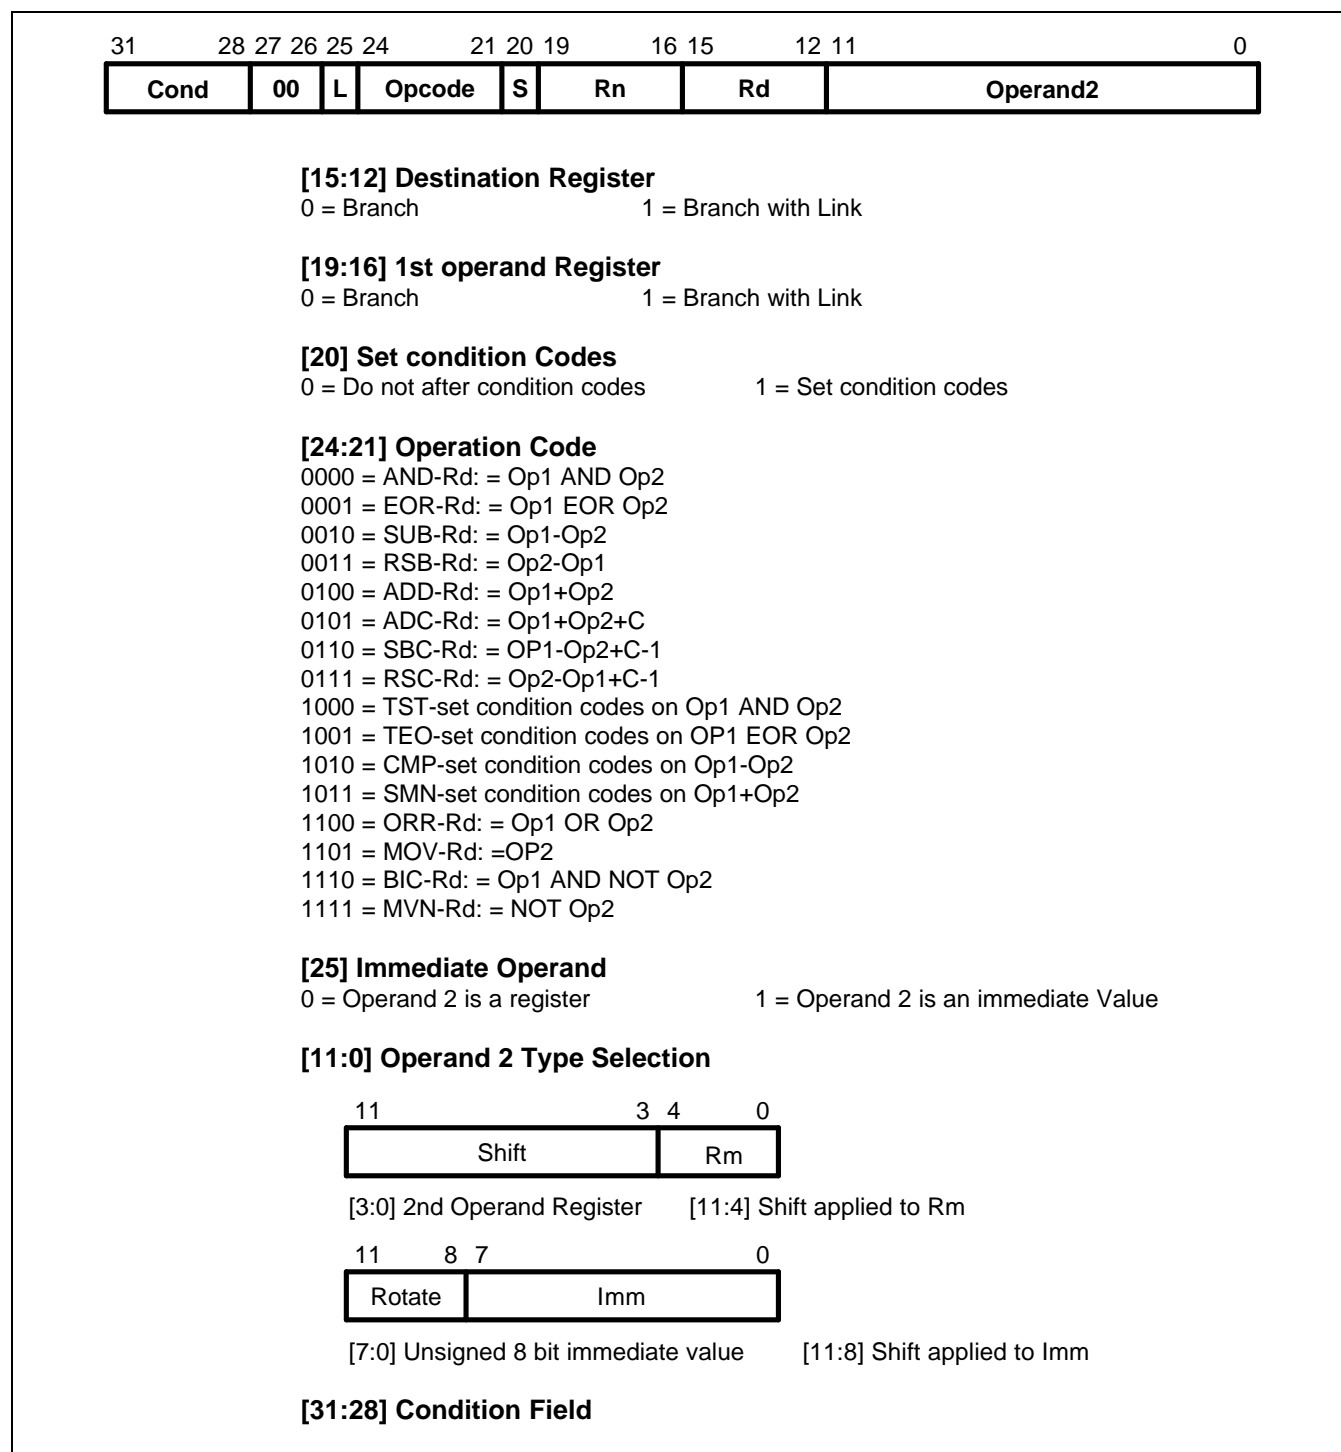 31 28 27 26 25 24 21 20 19 16 15 12 11 0
Cond 00 L Opcode S Rn Rd Operand2
[15:12] Destination Register
0 = Branch 1 = Branch with Link
[19:16] 1st operand Register
0 = Branch 1 = Branch with Link
[20] Set condition Codes
0 = Do not after condition codes 1 = Set condition codes
[24:21] Operation Code
0000 = AND-Rd: = Op1 AND Op2
0001 = EOR-Rd: = Op1 EOR Op2
0010 = SUB-Rd: = Op1-Op2
0011 = RSB-Rd: = Op2-Op1
0100 = ADD-Rd: = Op1+Op2
0101 = ADC-Rd: = Op1+Op2+C
0110 = SBC-Rd: = OP1-Op2+C-1
0111 = RSC-Rd: = Op2-Op1+C-1
1000 = TST-set condition codes on Op1 AND Op2
1001 = TEO-set condition codes on OP1 EOR Op2
1010 = CMP-set condition codes on Op1-Op2
1011 = SMN-set condition codes on Op1+Op2
1100 = ORR-Rd: = Op1 OR Op2
1101 = MOV-Rd: =OP2
1110 = BIC-Rd: = Op1 AND NOT Op2
1111 = MVN-Rd: = NOT Op2
[25] Immediate Operand
0 = Operand 2 is a register 1 = Operand 2 is an immediate Value
[11:0] Operand 2 Type Selection
11 3 4 0
Shift Rm
[3:0] 2nd Operand Register [11:4] Shift applied to Rm
11 8 7 0
Rotate Imm
[7:0] Unsigned 8 bit immediate value [11:8] Shift applied to Imm
[31:28] Condition Field